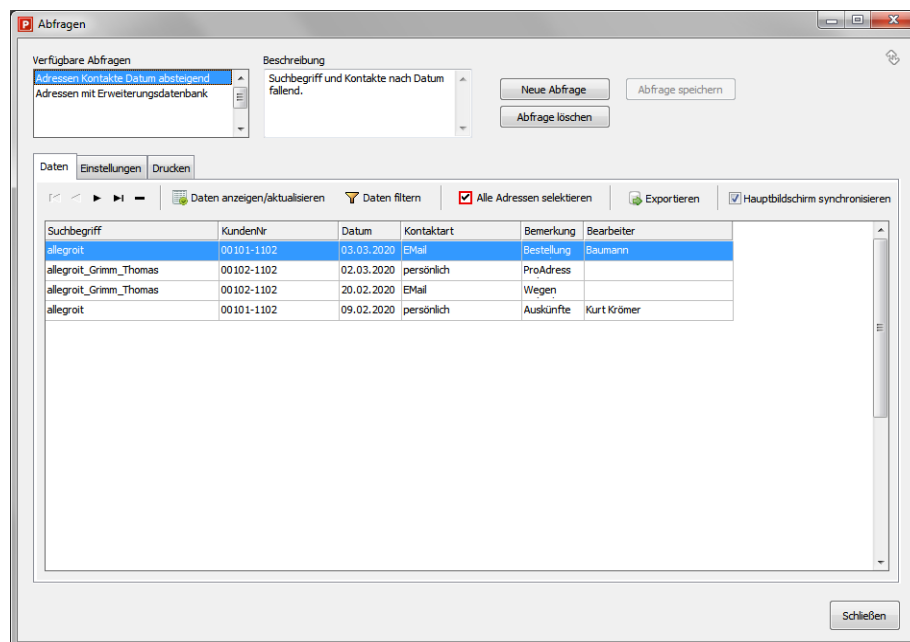 Abfragen
Verfügbare Abfragen
Beschreibung
Adressen Kontakte Datum absteigend
Adressen mit Erweiterungsdatenbank
Suchbegriff und Kontakte nach Datum
fallend.
Neue Abfrage
Abfrage speichern
Abfrage löschen
Daten Einstellungen Drucken
Daten anzeigen/aktualisieren Daten filtern Alle Adressen selektieren Exportieren Hauptbildschirm synchronisieren
Suchbegriff KundenNr Datum Kontaktart Bemerkung Bearbeiter
allegroit 00101-1102 03.03.2020 EMail Bestellung Baumann
allegroit_Grimm_Thomas 00102-1102 02.03.2020 persönlich ProAdress
allegroit_Grimm_Thomas 00102-1102 20.02.2020 EMail Wegen
allegroit 00101-1102 09.02.2020 persönlich Auskünfte Kurt Krömer
Schließen